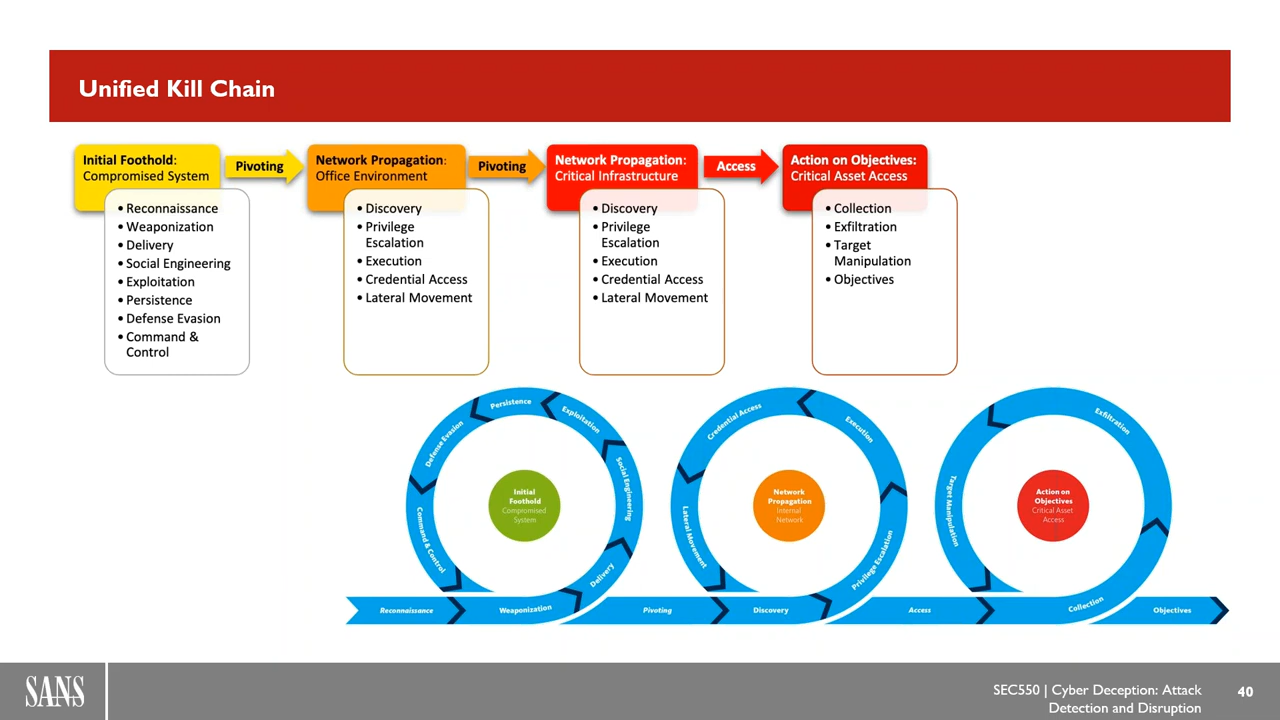 Unified Kill Chain
Initial Foothold:
Compromised System
Pivoting
Network Propagation:
Office Environment
Pivoting
Network Propagation:
Critical Infrastructure
Access
Action on Objectives:
Critical Asset Access
• Reconnaissance
• Weaponization
• Delivery
• Social Engineering
• Exploitation
• Persistence
• Defense Evasion
• Command &
Control
• Discovery
• Privilege
Escalation
• Execution
• Credential Access
• Lateral Movement
• Discovery
• Privilege
Escalation
• Execution
• Credential Access
• Lateral Movement
• Collection
• Exfiltration
• Target
Manipulation
• Objectives
Reconnaissance
Weaponization
Delivery
Social Engineering
Exploitation
Persistence
Defense Evasion
Command & Control
Initial
Foothold
Compromised
System
Pivoting
Discovery
Privilege Escalation
Execution
Credential Access
Lateral Movement
Network
Propagation
Internal
Network
Access
Collection
Exfiltration
Target Manipulation
Action on
Objectives
Critical Asset
Access
Objectives
SANS
SEC550 | Cyber Deception: Attack
Detection and Disruption
40